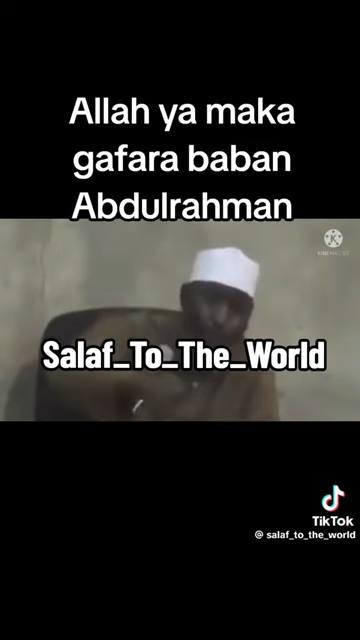 Allah ya maka
gafara baban
Abdulrahman
Salaf_To_The_World
TikTok
@ salaf_to_the_world